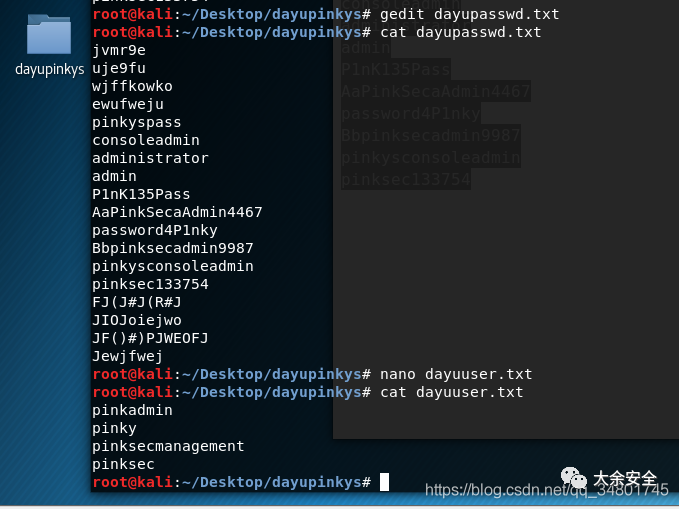 root@kali:~/Desktop/dayupinkys# gedit dayupasswd.txt
root@kali:~/Desktop/dayupinkys# cat dayupasswd.txt
jvmr9e
uje9fu
wjffkowko
ewufweju
pinkyspass
consoleadmin
administrator
admin
P1nK135Pass
AaPinkSecaAdmin4467
password4P1nky
Bbpinksecadmin9987
pinkysconsoleadmin
pinksec133754
FJ(J#J(R#J
JIOJoiejwo
JF()#)PJWEOFJ
Jewjfwej
root@kali:~/Desktop/dayupinkys# nano dayuuser.txt
root@kali:~/Desktop/dayupinkys# cat dayuuser.txt
pinkadmin
pinky
pinksecmanagement
pinksec
root@kali:~/Desktop/dayupinkys#
dayupinkys
consoleadmin
admin
P1nK135Pass
AaPinkSecaAdmin4467
password4P1nky
Bbpinksecadmin9987
pinkysconsoleadmin
pinksec133754
大余安全
https://blog.csdn.net/qq_34801745